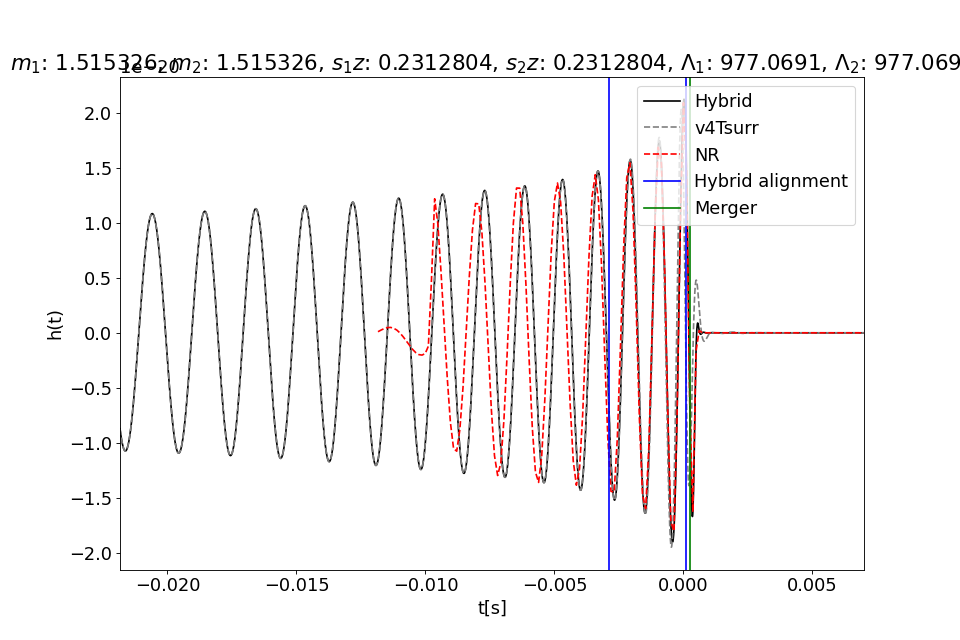 m₁: 1.515326, m₂: 1.515326, s₁z: 0.2312804, s₂z: 0.2312804, Λ₁: 977.0691, Λ₂: 977.069
1e−20
Hybrid
v4Tsurr
NR
Hybrid alignment
Merger
2.0
1.5
1.0
0.5
0.0
−0.5
−1.0
−1.5
−2.0
h(t)
−0.020
−0.015
−0.010
−0.005
0.000
0.005
t[s]